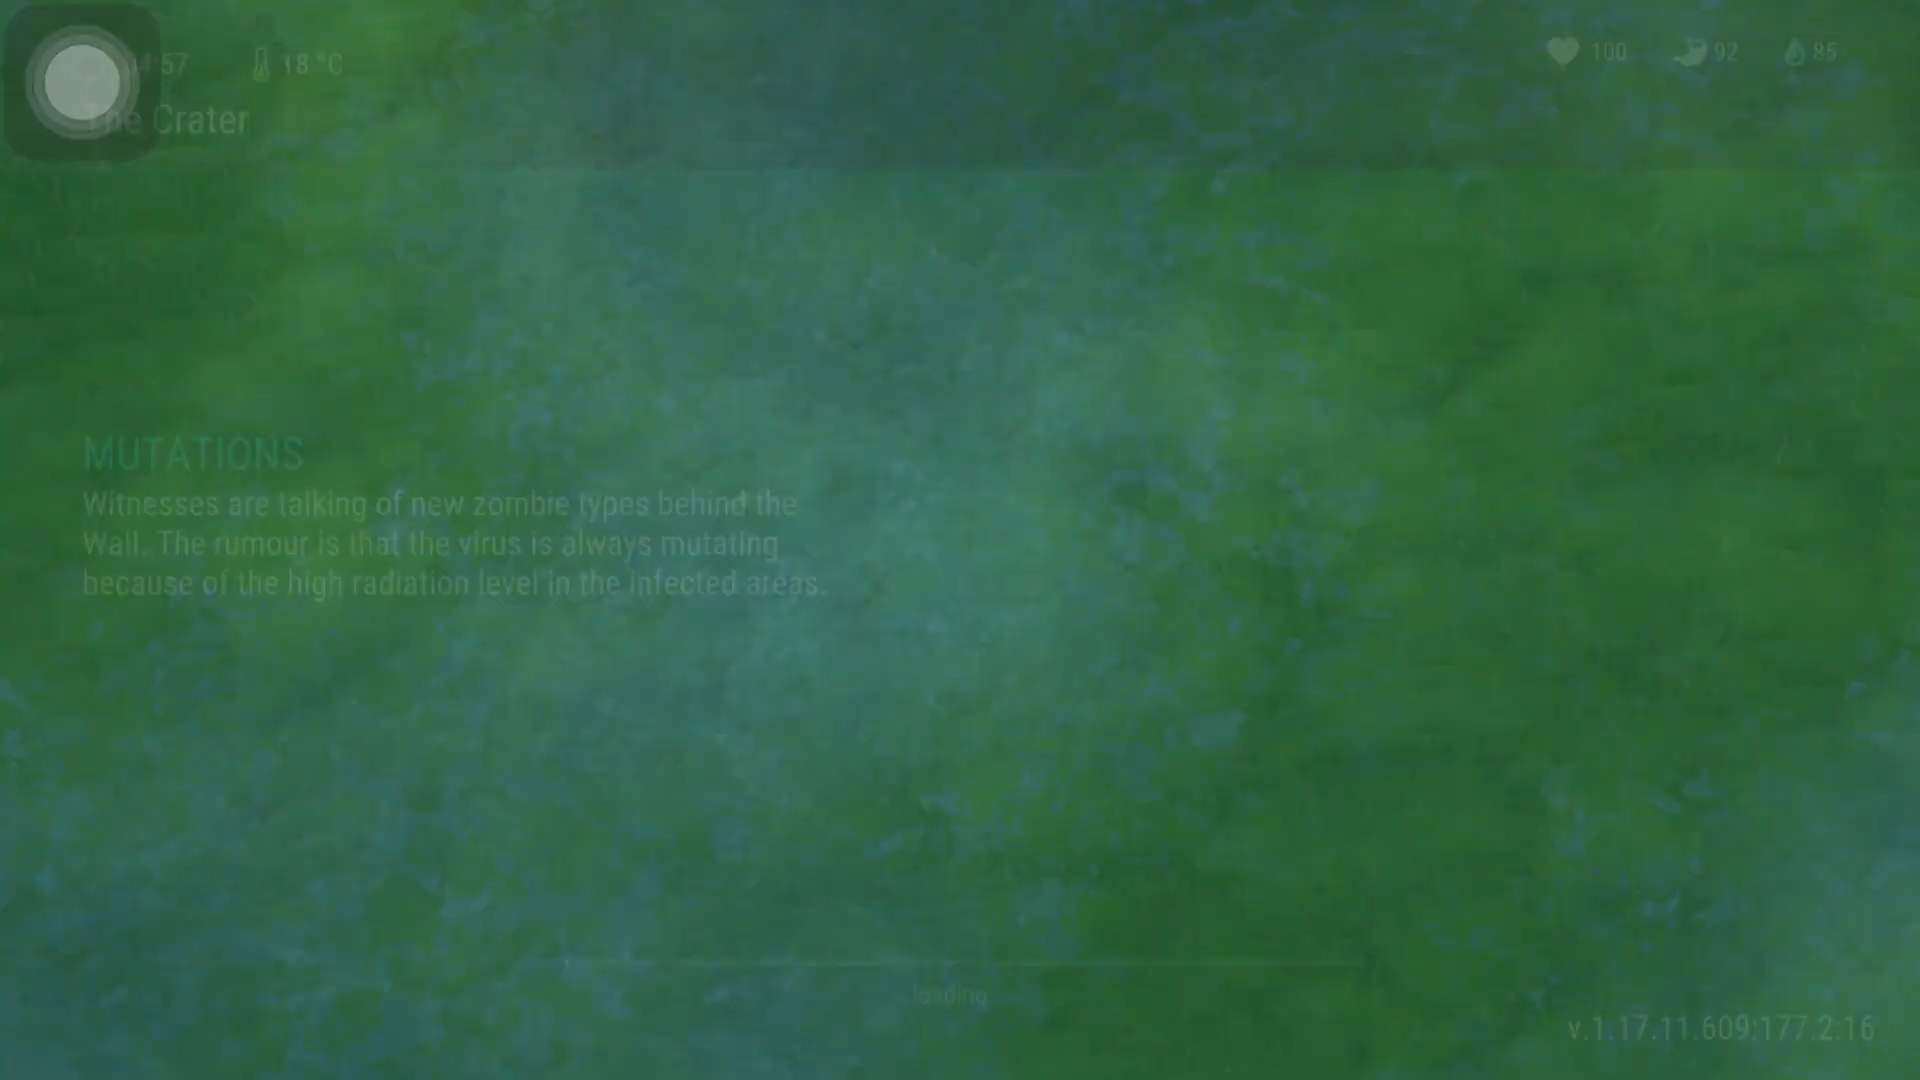 4:57
18 °C
100
92
85
The Crater
MUTATIONS
Witnesses are talking of new zombie types behind the
Wall. The rumour is that the virus is always mutating
because of the high radiation level in the infected areas.
loading
v.1.17.11.609:177.2:16